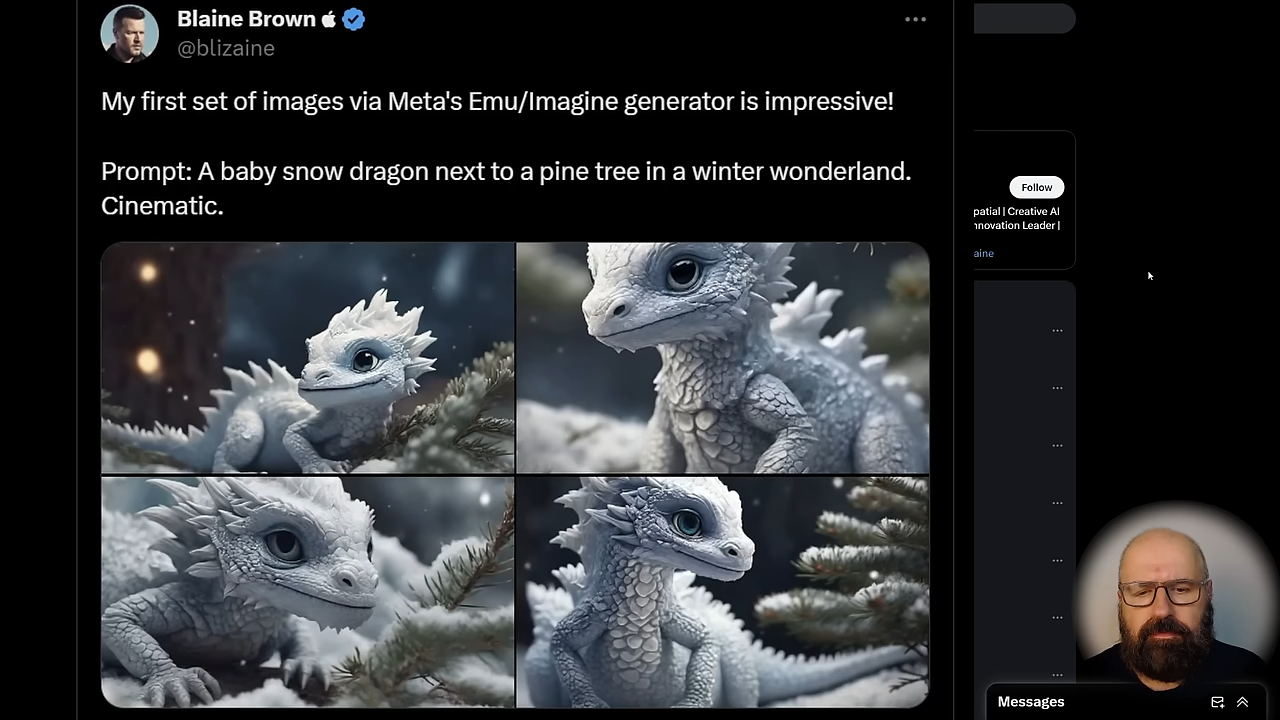 Blaine Brown
@blizaine
My first set of images via Meta's Emu/Imagine generator is impressive!
Prompt: A baby snow dragon next to a pine tree in a winter wonderland.
Cinematic.
Follow
patial | Creative AI
nnovation Leader |
aine
Messages